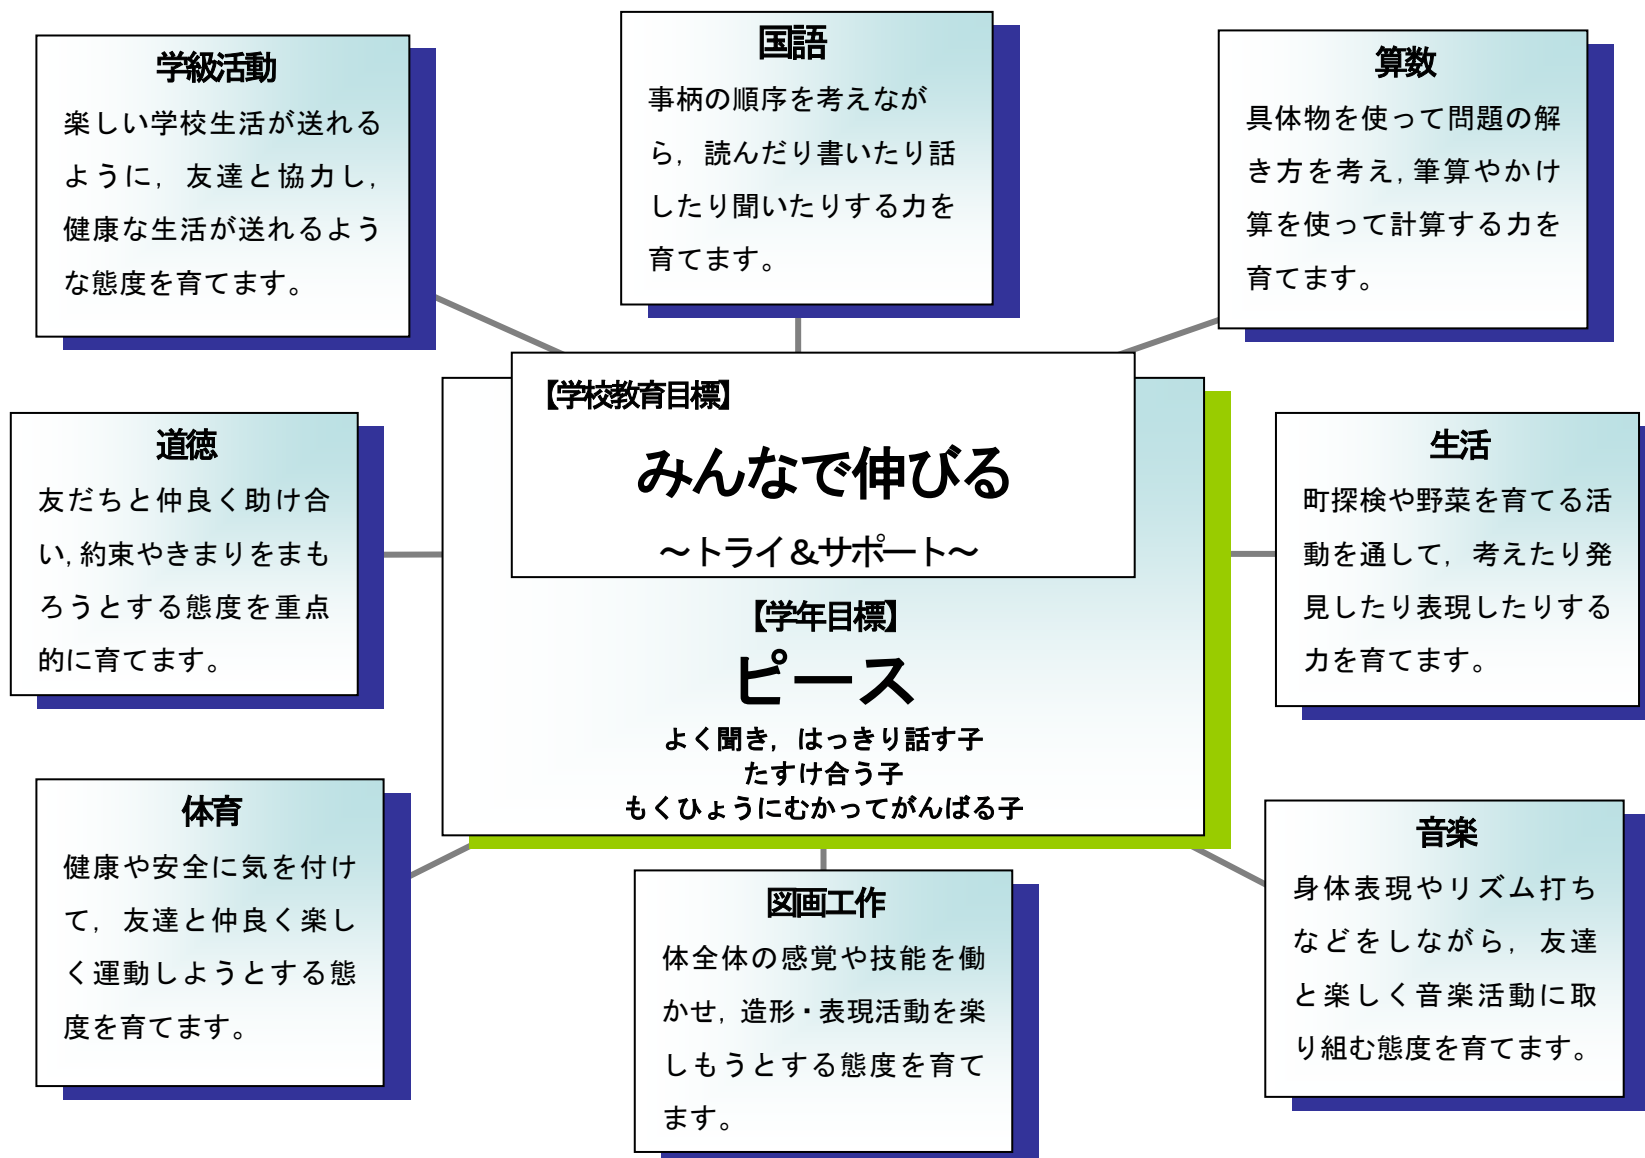 学級活動
楽しい学校生活が送れる
ように，友達と協力し，
健康な生活が送れるよう
な態度を育てます。
国語
事柄の順序を考えなが
ら，読んだり書いたり話
したり聞いたりする力を
育てます。
算数
具体物を使って問題の解
き方を考え，筆算やかけ
算を使って計算する力を
育てます。
【学校教育目標】
みんなで伸びる
～トライ＆サポート～
【学年目標】
ピース
よく聞き，はっきり話す子
たすけ合う子
もくひょうにむかってがんばる子
道徳
友だちと仲良く助け合
い，約束やきまりをまも
ろうとする態度を重点
的に育てます。
生活
町探検や野菜を育てる活
動を通して，考えたり発
見したり表現したりする
力を育てます。
体育
健康や安全に気を付け
て，友達と仲良く楽し
く運動しようとする態
度を育てます。
図画工作
体全体の感覚や技能を働
かせ，造形・表現活動を楽
しもうとする態度を育て
ます。
音楽
身体表現やリズム打ち
などをしながら，友達
と楽しく音楽活動に取
り組む態度を育てます。